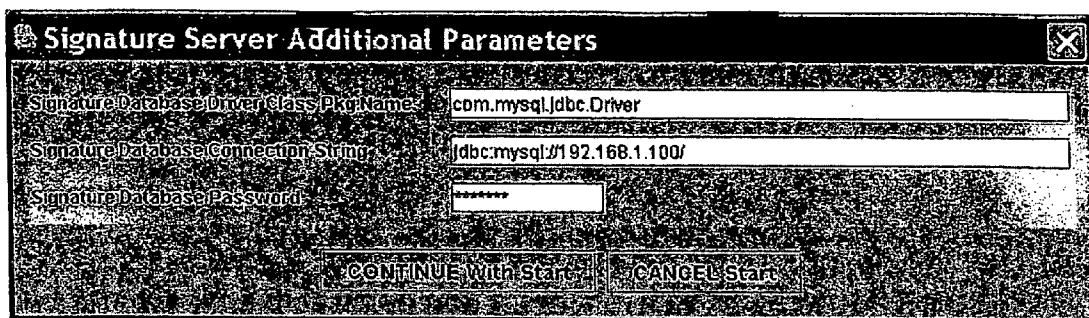 Signature Server Additional Parameters
Signature Database Driver Class Pkg Name: com.mysql.jdbc.Driver
Signature Database Connection String: jdbc:mysql://192.168.1.100/
Signature Database Password: *******
CONTINUE With Start CANCEL Start